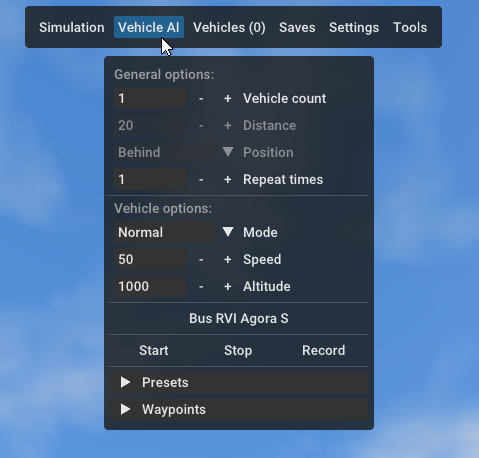 Simulation Vehicle AI Vehicles (0) Saves Settings Tools
General options:
1 - + Vehicle count
20 - + Distance
Behind Position
1 - + Repeat times
Vehicle options:
Normal Mode
50 - + Speed
1000 - + Altitude
Bus RVI Agora S
Start Stop Record
Presets
Waypoints